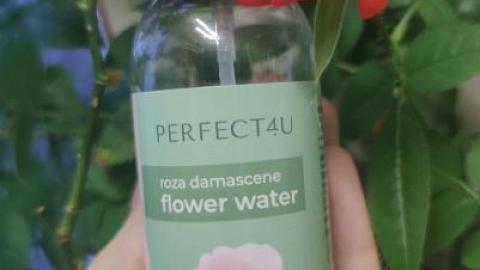 PERFECT4U
roza damascene
flower water